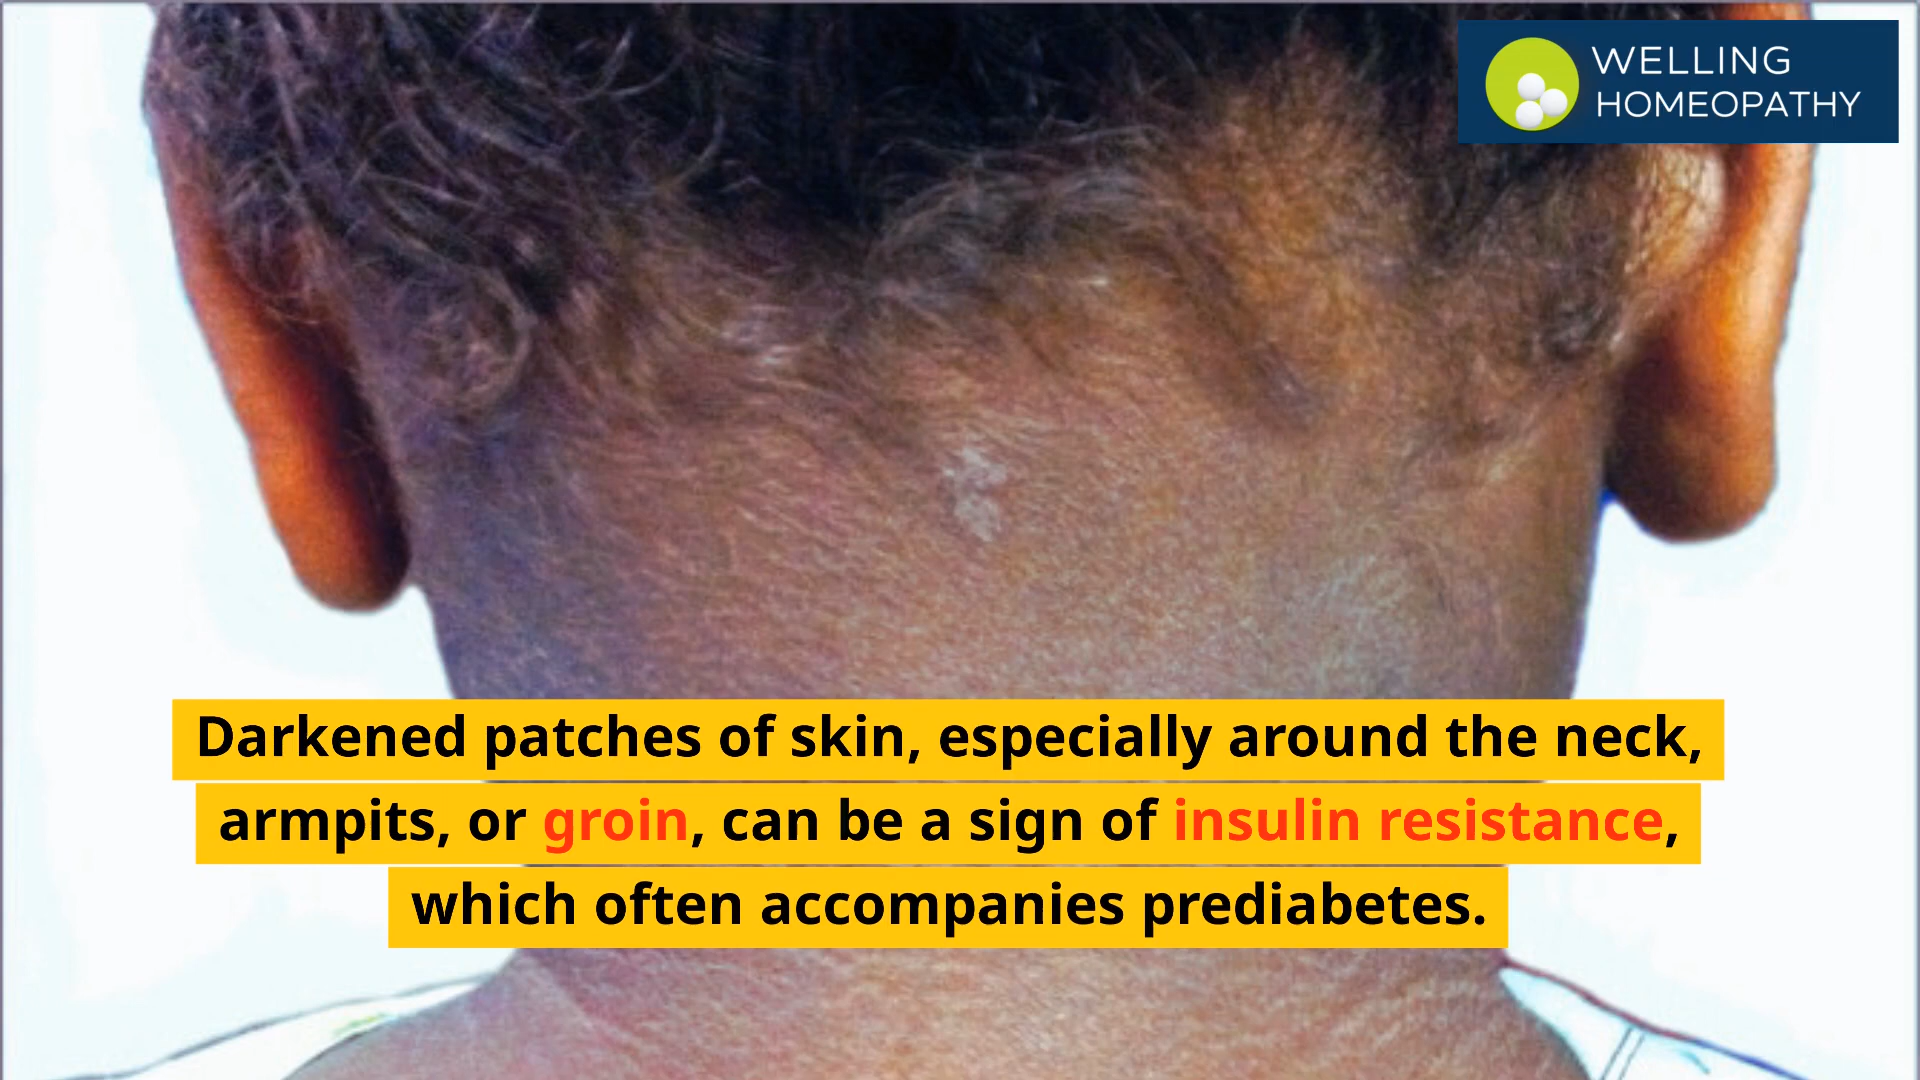 WELLING
HOMEOPATHY
Darkened patches of skin, especially around the neck,
armpits, or groin, can be a sign of insulin resistance,
which often accompanies prediabetes.